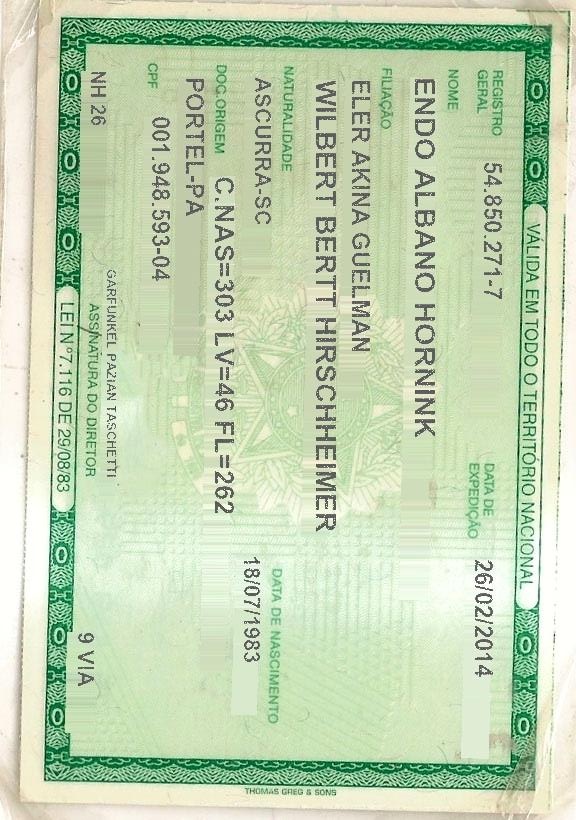 VÁLIDA EM TODO O TERRITÓRIO NACIONAL
REGISTRO GERAL 54.850.271-7 DATA DE EXPEDIÇÃO 26/02/2014
NOME
ENDO ALBANO HORNINK
FILIAÇÃO
ELER AKINA GUELMAN
WILBERT BERTT HIRSCHHEIMER
NATURALIDADE DATA DE NASCIMENTO
ASCURRA-SC 18/07/1983
DOC.ORIGEM C.NAS=303 LV=46 FL=262
PORTEL-PA
CPF 001.948.593-04
GARFUNKEL PAZIAN TASCHETTI
NH 26 ASSINATURA DO DIRETOR 9 VIA
LEI Nº 7.116 DE 29/08/83
THOMAS GREG & SONS